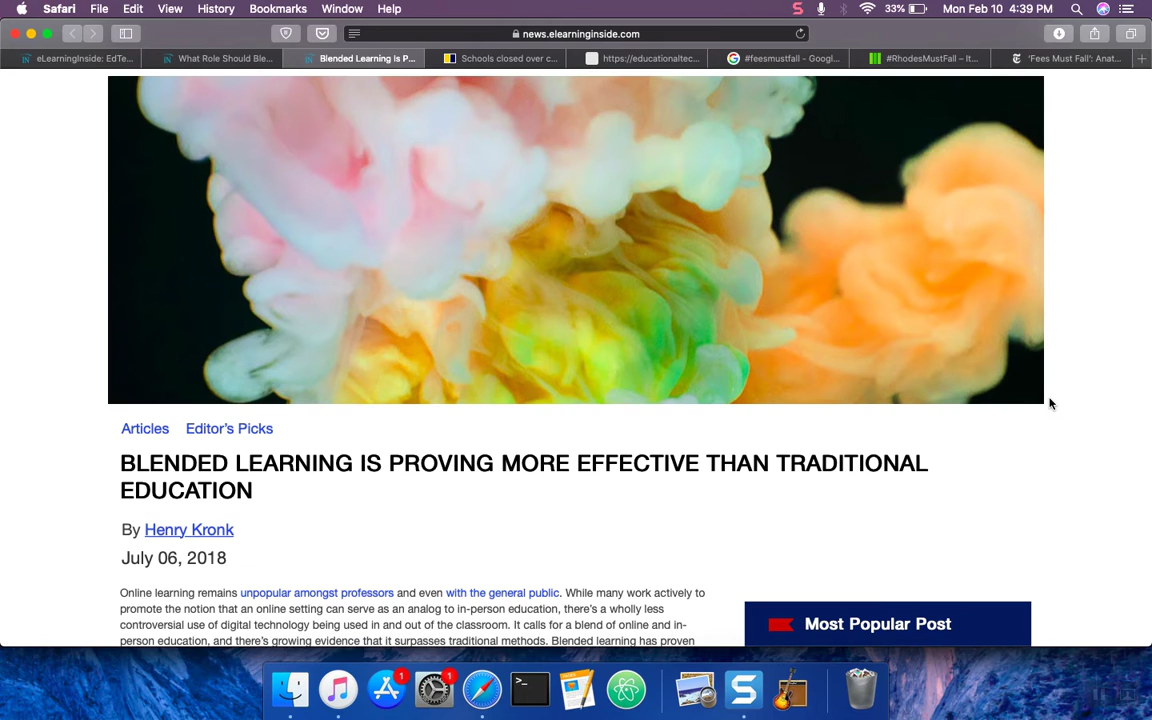 Safari File Edit View History Bookmarks Window Help S 33% Mon Feb 10 4:39 PM
news.elearninginside.com
eLearningInside: EdTe... What Role Should Ble... Blended Learning Is P... Schools closed over c... https://educationaltec... #feesmustfall - Googl... #RhodesMustFall – It... 'Fees Must Fall': Anat...
Articles Editor's Picks
BLENDED LEARNING IS PROVING MORE EFFECTIVE THAN TRADITIONAL
EDUCATION
By Henry Kronk
July 06, 2018
Online learning remains unpopular amongst professors and even with the general public. While many work actively to
promote the notion that an online setting can serve as an analog to in-person education, there's a wholly less
controversial use of digital technology being used in and out of the classroom. It calls for a blend of online and in-
person education, and there's growing evidence that it surpasses traditional methods. Blended learning has proven
Most Popular Post
1 1 >_ S